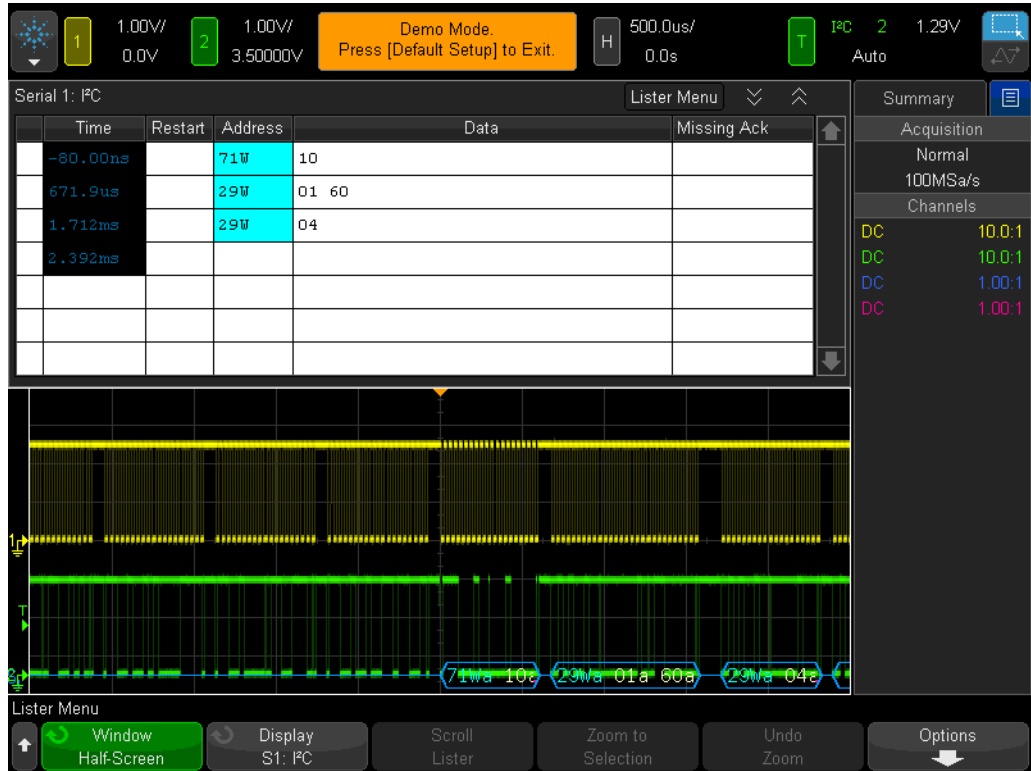 1 1.00V/ 2 1.00V/ Demo Mode. H 500.0us/ T I²C 2 1.29V
0.0V 3.50000V Press [Default Setup] to Exit. 0.0s Auto
Serial 1: I²C Lister Menu
Time Restart Address Data Missing Ack
-80.00ns 71W 10
671.9us 29W 01 60
1.712ms 29W 04
2.392ms
Summary
Acquisition
Normal
100MSa/s
Channels
DC 10.0:1
DC 10.0:1
DC 1.00:1
DC 1.00:1
1
T
2 71Wa 10a 29Wa 01a 60a 29Wa 04a
Lister Menu
Window Display Scroll Zoom to Undo Options
Half-Screen S1: I²C Lister Selection Zoom